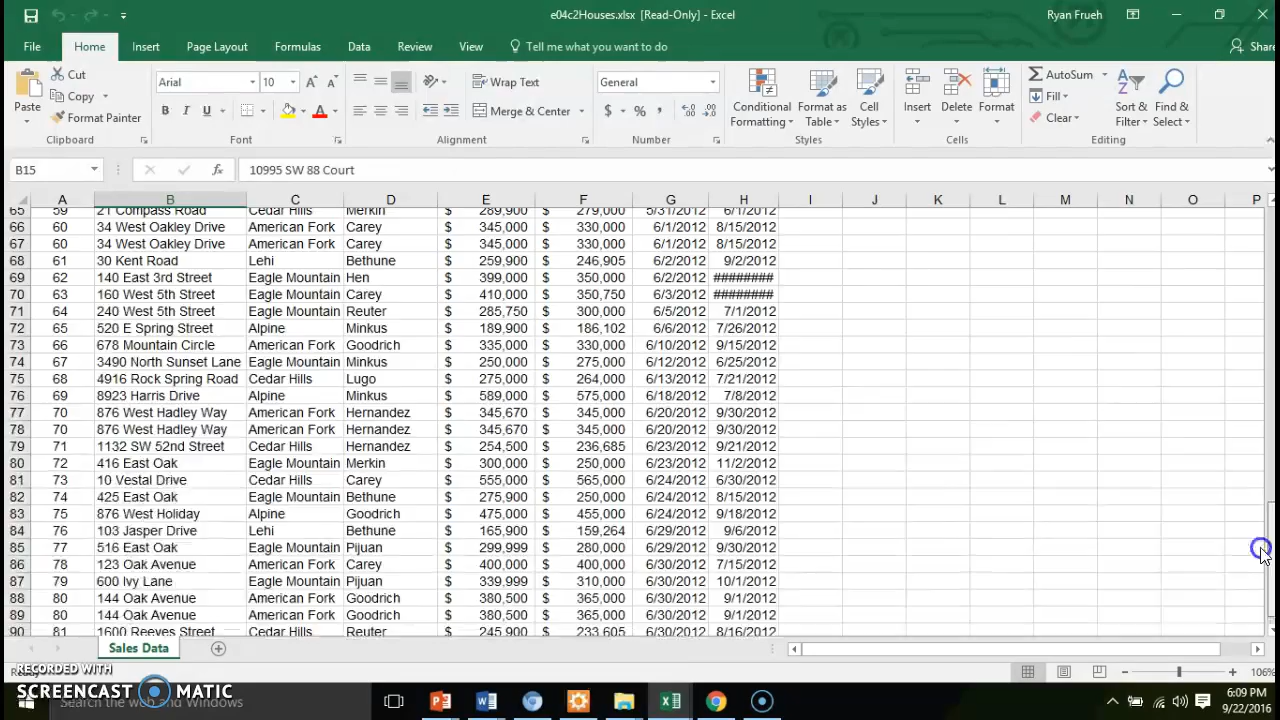 e04c2Houses.xlsx [Read-Only] - Excel
Ryan Frueh
File Home Insert Page Layout Formulas Data Review View Tell me what you want to do Share
Paste
Cut
Copy
Format Painter
Clipboard
Arial 10
B I U
Font
Wrap Text
Merge & Center
Alignment
General
$ % ,
Number
Conditional Formatting
Format as Table
Cell Styles
Styles
Insert Delete Format
Cells
AutoSum
Fill
Clear
Sort & Filter
Find & Select
Editing
B15 fx 10995 SW 88 Court
A B C D E F G H I J K L M N O P
65 59 21 Compass Road Cedar Hills Merkin $ 289,900 $ 279,000 5/31/2012 6/1/2012
66 60 34 West Oakley Drive American Fork Carey $ 345,000 $ 330,000 6/1/2012 8/15/2012
67 60 34 West Oakley Drive American Fork Carey $ 345,000 $ 330,000 6/1/2012 8/15/2012
68 61 30 Kent Road Lehi Bethune $ 259,900 $ 246,905 6/2/2012 9/2/2012
69 62 140 East 3rd Street Eagle Mountain Hen $ 399,000 $ 350,000 6/2/2012 ########
70 63 160 West 5th Street Eagle Mountain Carey $ 410,000 $ 350,750 6/3/2012 ########
71 64 240 West 5th Street Eagle Mountain Reuter $ 285,750 $ 300,000 6/5/2012 7/1/2012
72 65 520 E Spring Street Alpine Minkus $ 189,900 $ 186,102 6/6/2012 7/26/2012
73 66 678 Mountain Circle American Fork Goodrich $ 335,000 $ 330,000 6/10/2012 9/15/2012
74 67 3490 North Sunset Lane Eagle Mountain Minkus $ 250,000 $ 275,000 6/12/2012 6/25/2012
75 68 4916 Rock Spring Road Cedar Hills Lugo $ 275,000 $ 264,000 6/13/2012 7/21/2012
76 69 8923 Harris Drive Alpine Minkus $ 589,000 $ 575,000 6/18/2012 7/8/2012
77 70 876 West Hadley Way American Fork Hernandez $ 345,670 $ 345,000 6/20/2012 9/30/2012
78 70 876 West Hadley Way American Fork Hernandez $ 345,670 $ 345,000 6/20/2012 9/30/2012
79 71 1132 SW 52nd Street Cedar Hills Hernandez $ 254,500 $ 236,685 6/23/2012 9/21/2012
80 72 416 East Oak Eagle Mountain Merkin $ 300,000 $ 250,000 6/23/2012 11/2/2012
81 73 10 Vestal Drive Cedar Hills Carey $ 555,000 $ 565,000 6/24/2012 6/30/2012
82 74 425 East Oak Eagle Mountain Bethune $ 275,900 $ 250,000 6/24/2012 8/15/2012
83 75 876 West Holiday Alpine Goodrich $ 475,000 $ 455,000 6/24/2012 9/18/2012
84 76 103 Jasper Drive Lehi Bethune $ 165,900 $ 159,264 6/29/2012 9/6/2012
85 77 516 East Oak Eagle Mountain Pijuan $ 299,999 $ 280,000 6/29/2012 9/30/2012
86 78 123 Oak Avenue American Fork Carey $ 400,000 $ 400,000 6/30/2012 7/15/2012
87 79 600 Ivy Lane Eagle Mountain Pijuan $ 339,999 $ 310,000 6/30/2012 10/1/2012
88 80 144 Oak Avenue American Fork Goodrich $ 380,500 $ 365,000 6/30/2012 9/1/2012
89 80 144 Oak Avenue American Fork Goodrich $ 380,500 $ 365,000 6/30/2012 9/1/2012
90 81 1600 Reeves Street Cedar Hills Reuter $ 245,900 $ 233,605 6/30/2012 8/16/2012
Sales Data
RECORDED WITH
106%
SCREENCAST MATIC
Search the web and Windows
6:09 PM
9/22/2016